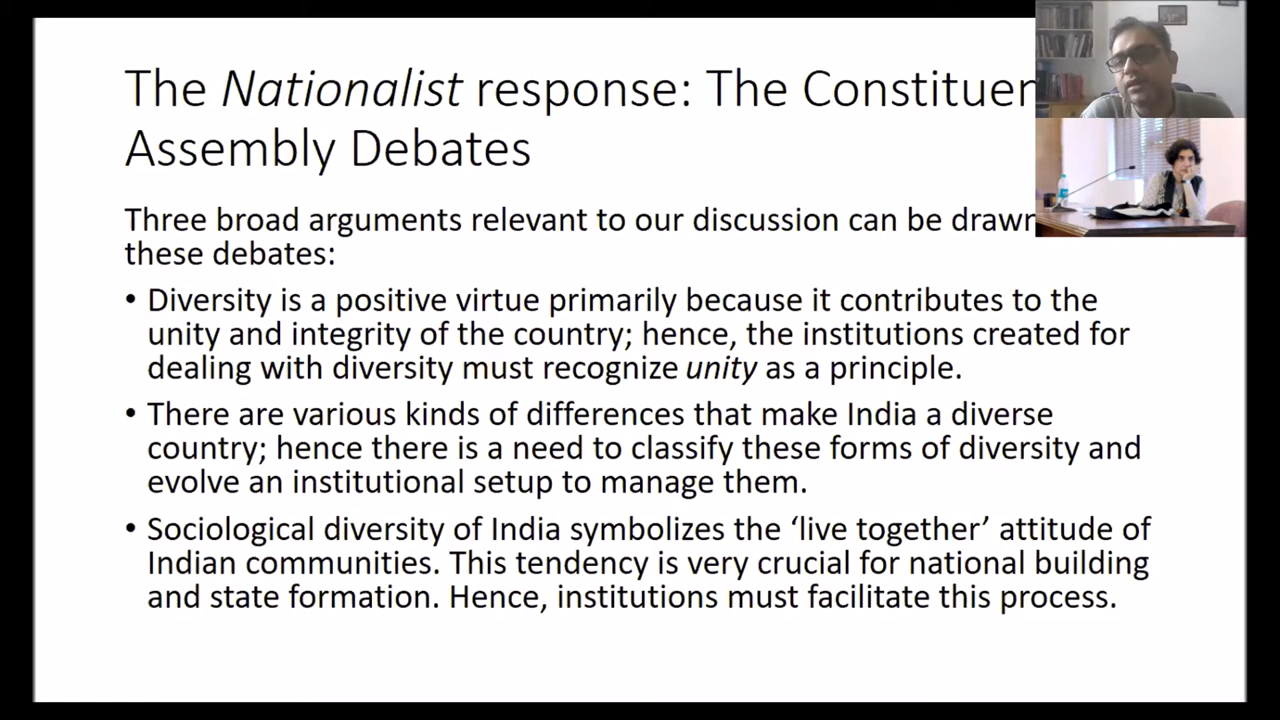 The Nationalist response: The Constituen
Assembly Debates
Three broad arguments relevant to our discussion can be drawn
these debates:
• Diversity is a positive virtue primarily because it contributes to the
unity and integrity of the country; hence, the institutions created for
dealing with diversity must recognize unity as a principle.
• There are various kinds of differences that make India a diverse
country; hence there is a need to classify these forms of diversity and
evolve an institutional setup to manage them.
• Sociological diversity of India symbolizes the ‘live together’ attitude of
Indian communities. This tendency is very crucial for national building
and state formation. Hence, institutions must facilitate this process.